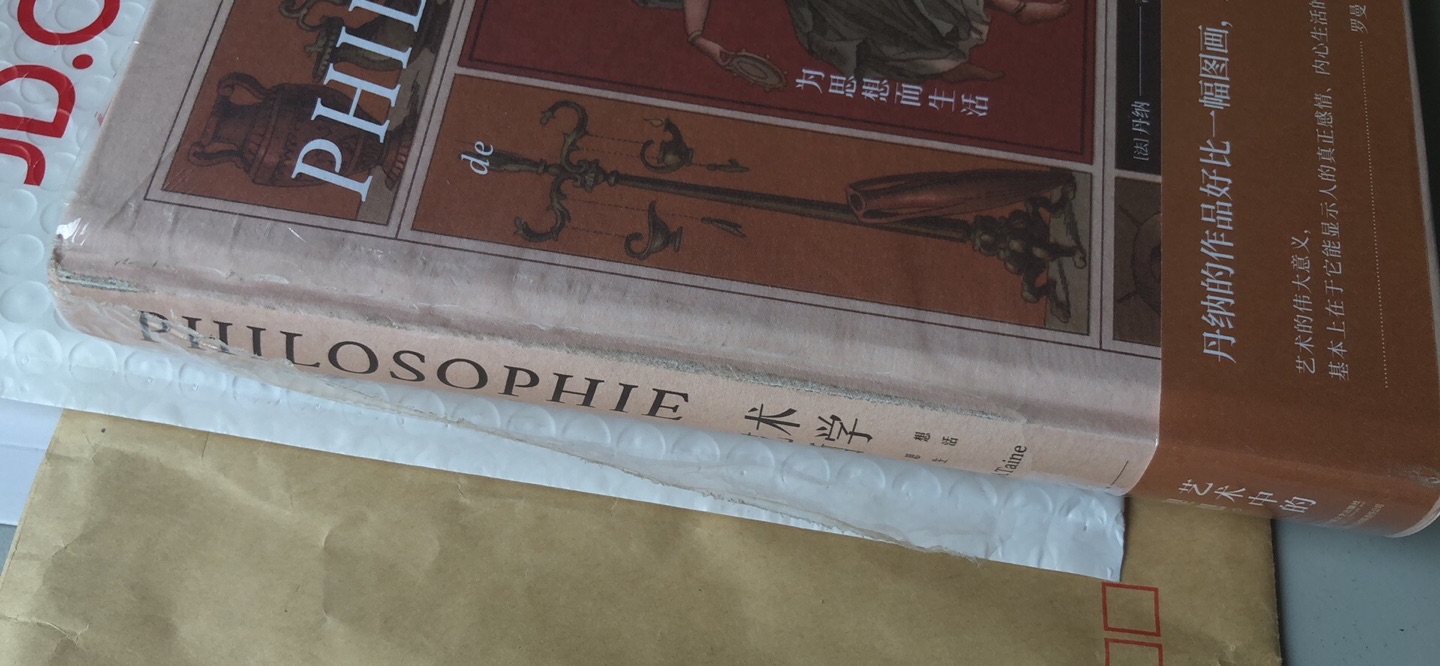 JD.C
PHIL
de
为思想而生活
[法]丹纳
丹纳的作品好比一幅图画，
艺术的伟大意义，
基本上在于它能显示人的真正感情、内心生活的
罗曼
PHILOSOPHIE
术
学
想
活
Taine
艺术中的